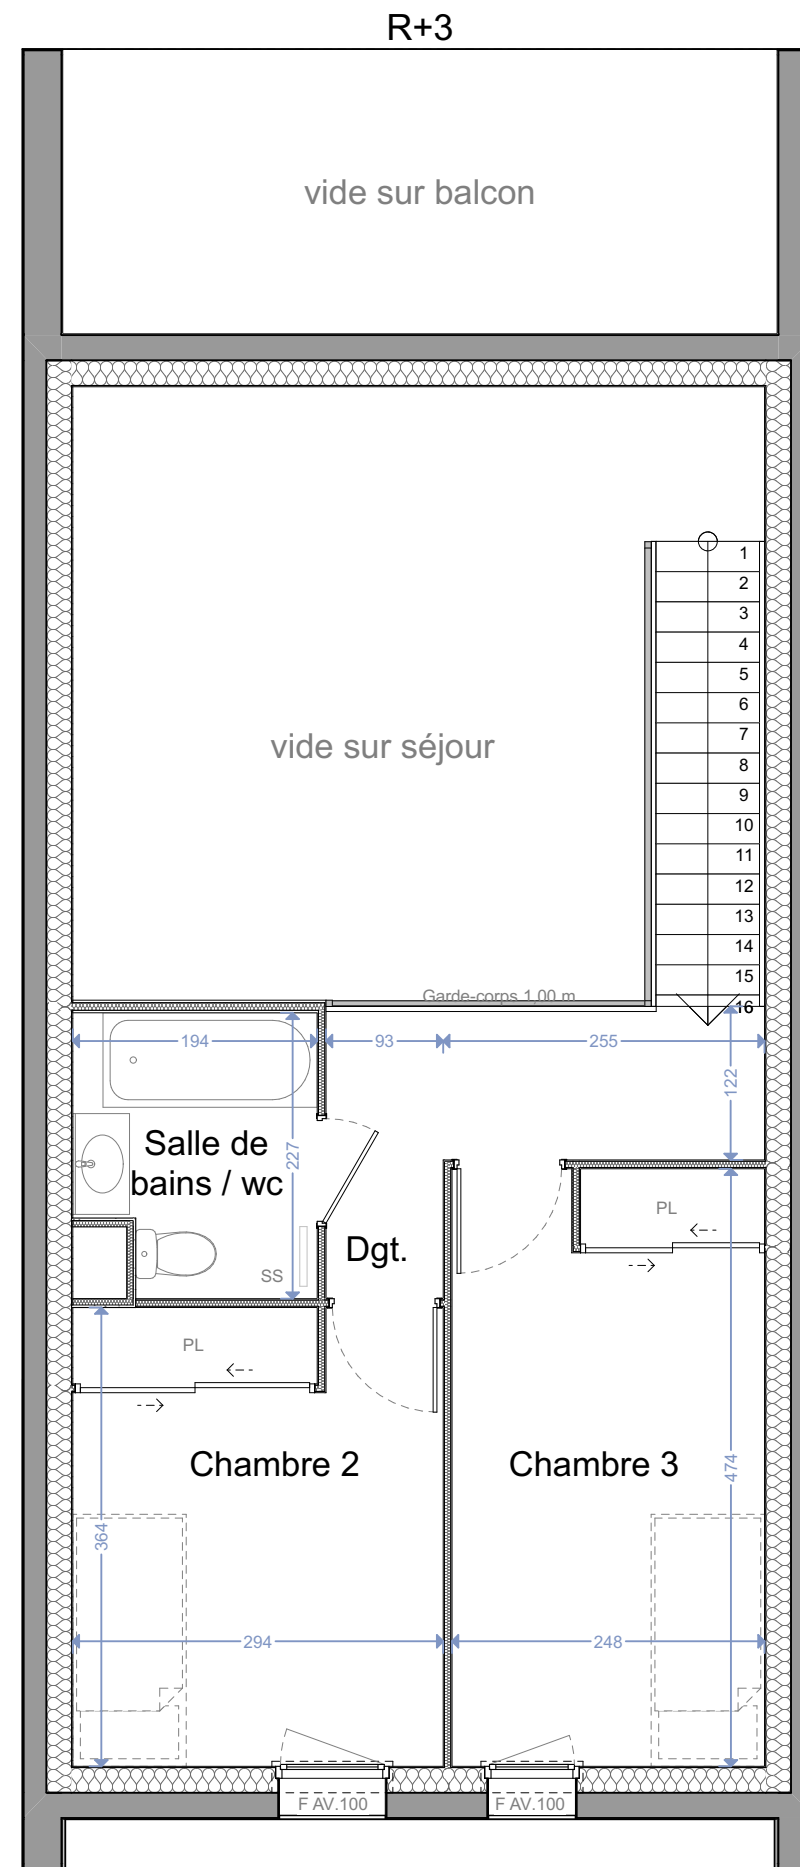 R+3
vide sur balcon
1
2
3
4
5
6
7
vide sur séjour
8
9
10
11
12
13
14
15
Garde-corps 1,00 m
16
194
93
255
122
Salle de
bains / wc
227
PL
Dgt.
SS
PL
Chambre 2
Chambre 3
474
364
294
248
F AV.100
F AV.100